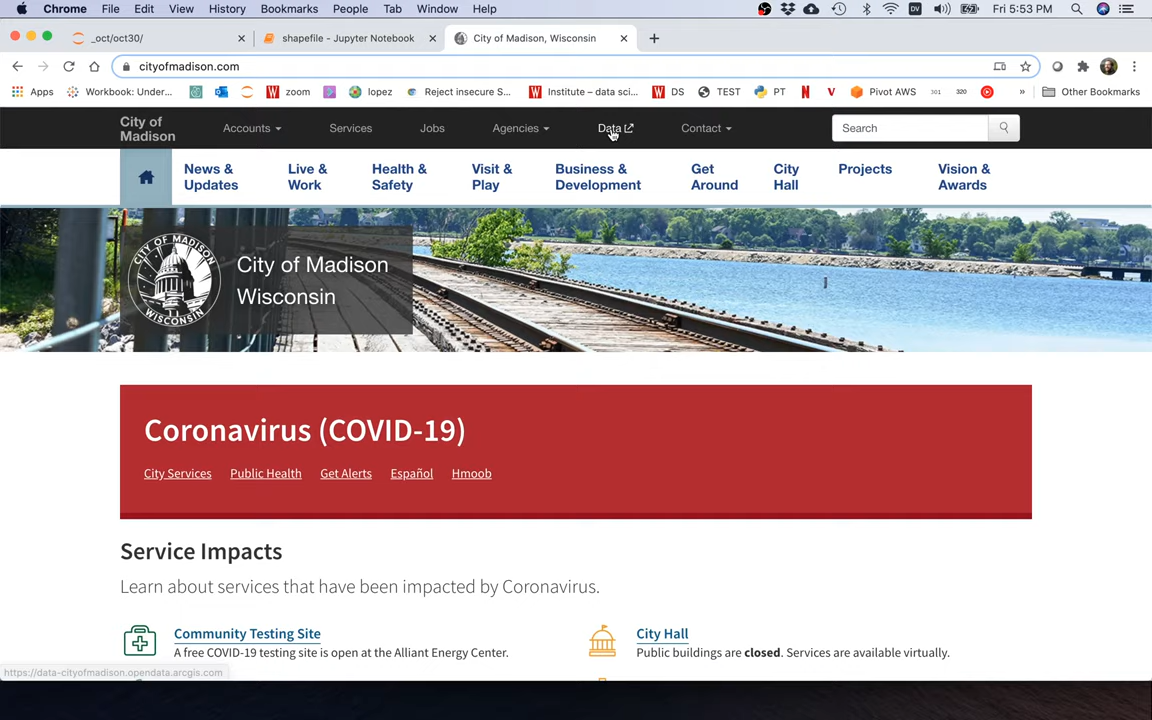 Chrome File Edit View History Bookmarks People Tab Window Help Fri 5:53 PM
_oct/oct30/ shapefile - Jupyter Notebook City of Madison, Wisconsin
cityofmadison.com
Apps Workbook: Under... zoom lopez Reject insecure S... Institute – data sci... DS TEST PT Pivot AWS 301 320 » Other Bookmarks
City of
Madison
Accounts Services Jobs Agencies Data Contact Search
News &
Updates
Live &
Work
Health &
Safety
Visit &
Play
Business &
Development
Get
Around
City
Hall
Projects
Vision &
Awards
CITY OF MADISON
WISCONSIN
City of Madison
Wisconsin
Coronavirus (COVID-19)
City Services Public Health Get Alerts Español Hmoob
Service Impacts
Learn about services that have been impacted by Coronavirus.
Community Testing Site
A free COVID-19 testing site is open at the Alliant Energy Center.
City Hall
Public buildings are closed. Services are available virtually.
https://data-cityofmadison.opendata.arcgis.com